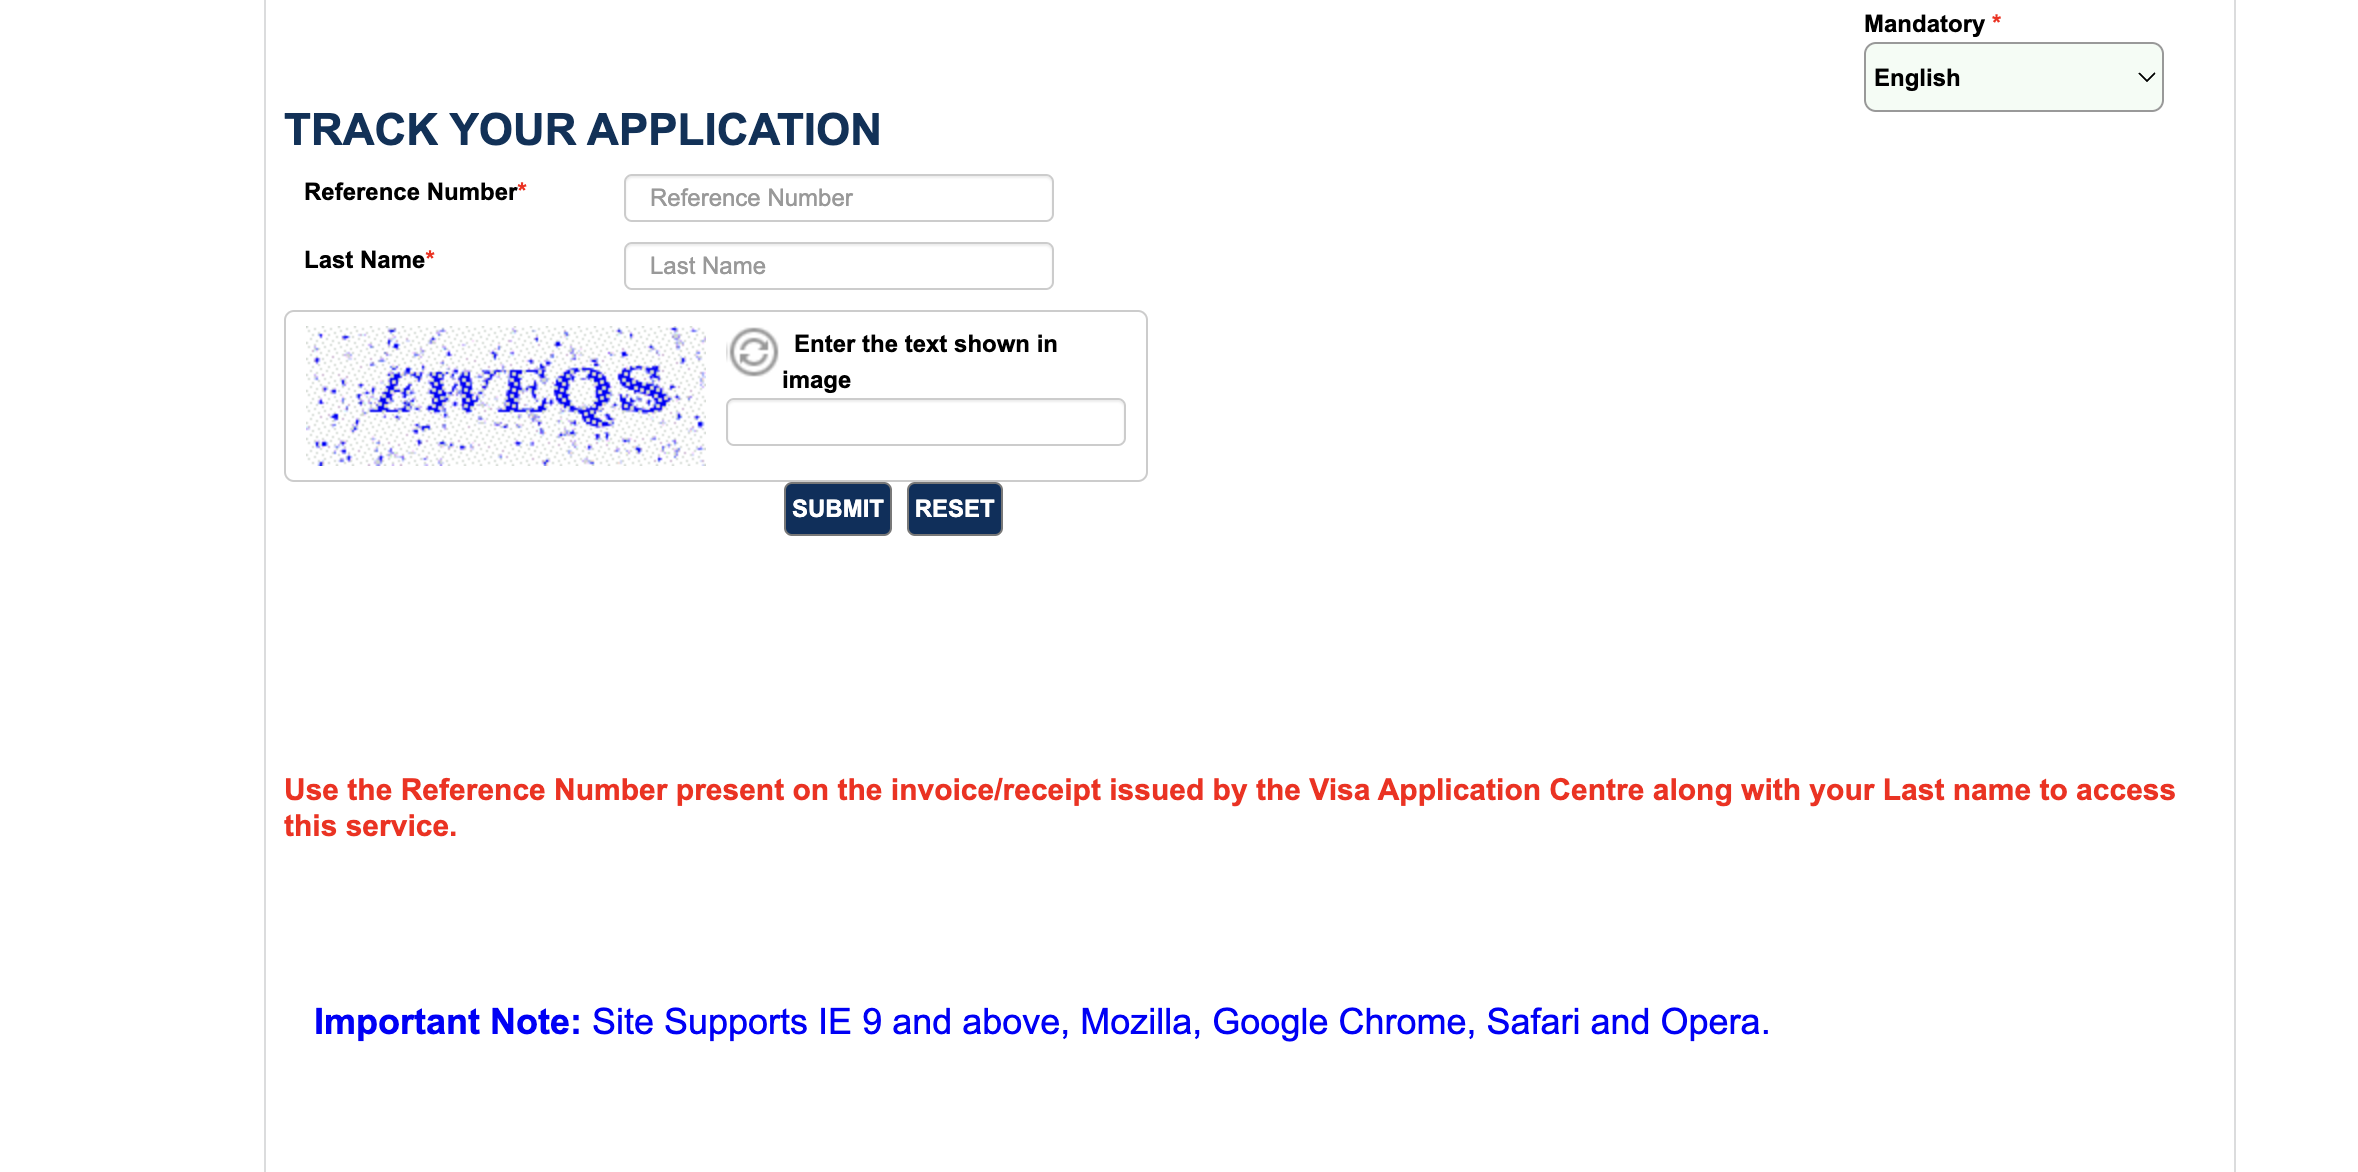 Mandatory *
English
TRACK YOUR APPLICATION
Reference Number*
Reference Number
Last Name*
Last Name
Enter the text shown in
image
SUBMIT
RESET
Use the Reference Number present on the invoice/receipt issued by the Visa Application Centre along with your Last name to access
this service.
Important Note: Site Supports IE 9 and above, Mozilla, Google Chrome, Safari and Opera.